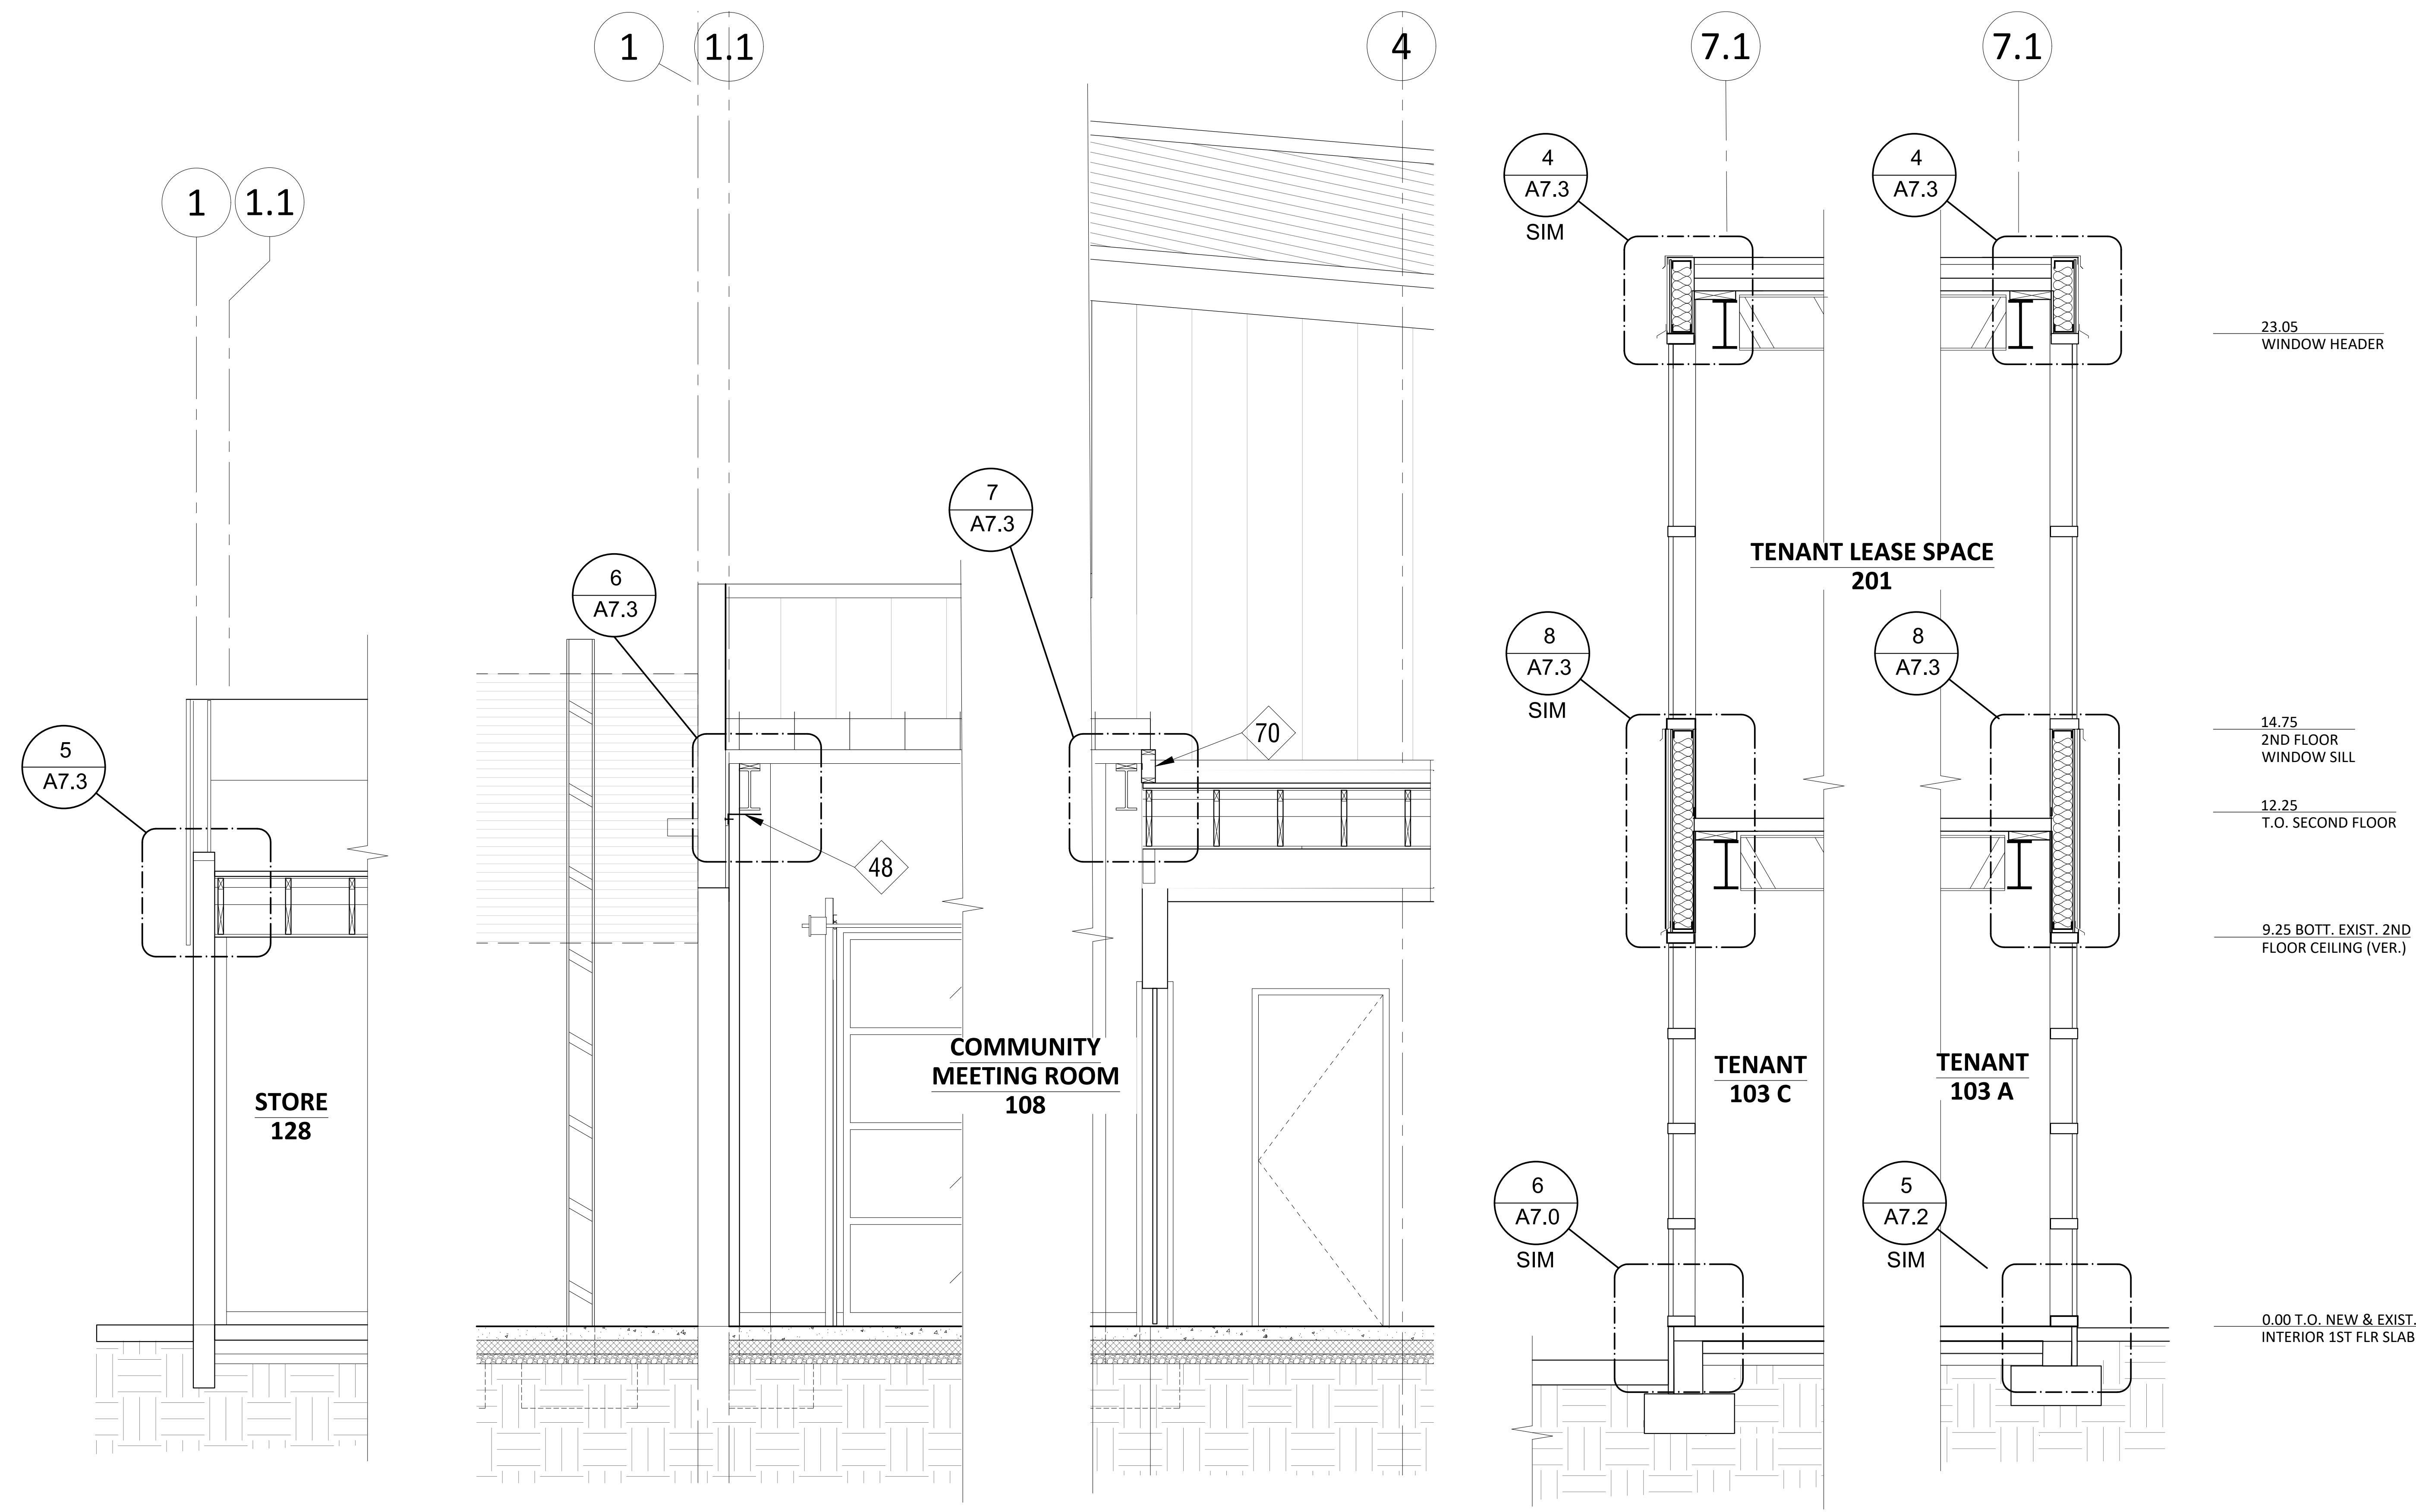 1
1.1
4
7.1
7.1
4
A7.3
SIM
4
A7.3
1
1.1
23.05
WINDOW HEADER
7
A7.3
TENANT LEASE SPACE
201
6
A7.3
8
A7.3
SIM
8
A7.3
5
A7.3
70
14.75
2ND FLOOR
WINDOW SILL
12.25
T.O. SECOND FLOOR
48
9.25 BOTT. EXIST. 2ND
FLOOR CEILING (VER.)
STORE
128
COMMUNITY
MEETING ROOM
108
TENANT
103 C
TENANT
103 A
6
A7.0
SIM
5
A7.2
SIM
0.00 T.O. NEW & EXIST.
INTERIOR 1ST FLR SLAB